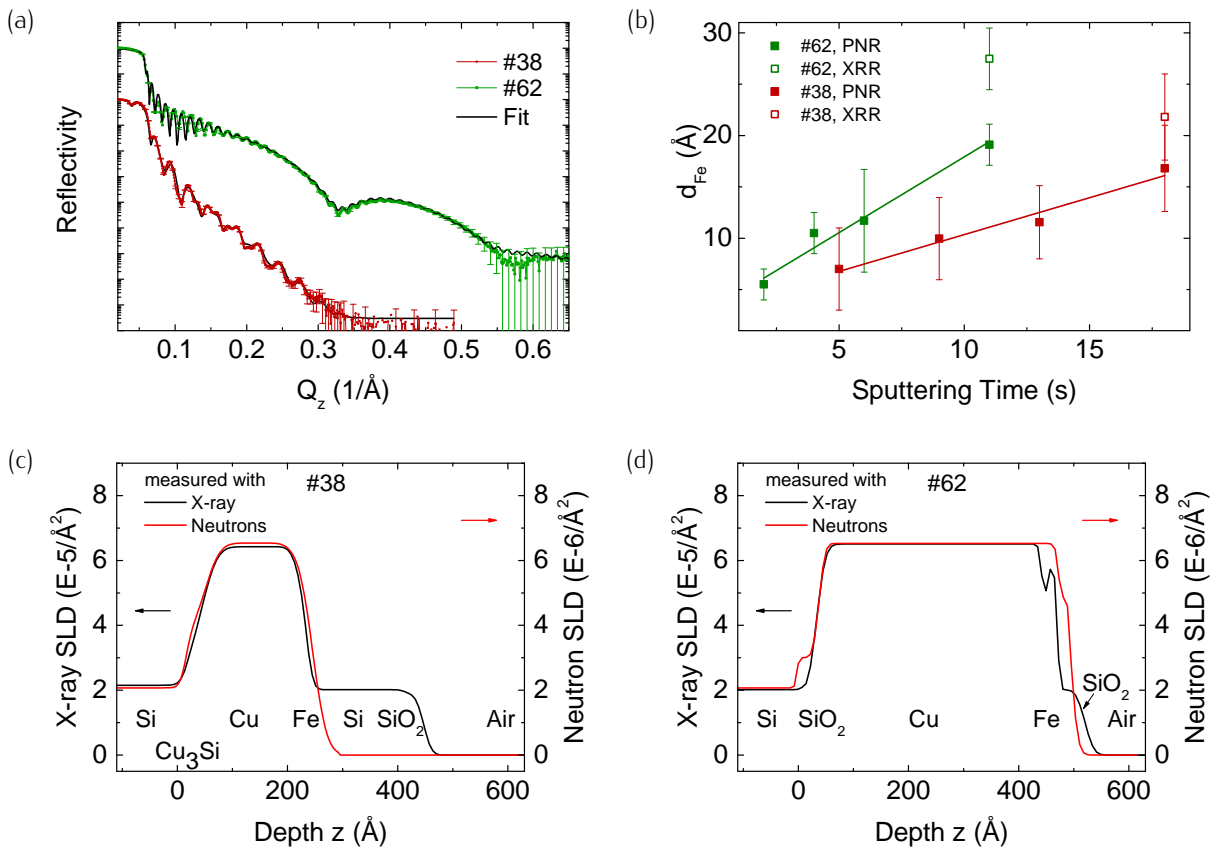 (a)
Reflectivity
#38
#62
Fit
0.1 0.2 0.3 0.4 0.5 0.6
Q_z (1/Å)
(b)
d_Fe (Å)
30
20
10
0
#62, PNR
#62, XRR
#38, PNR
#38, XRR
5 10 15
Sputtering Time (s)
(c)
X-ray SLD (E-5/Å²)
8
6
4
2
0
measured with #38
X-ray
Neutrons
Si Cu Fe Si SiO₂ Air
Cu₃Si
8
6
4
2
0
Neutron SLD (E-6/Å²)
0 200 400 600
Depth z (Å)
(d)
X-ray SLD (E-5/Å²)
8
6
4
2
0
measured with #62
X-ray
Neutrons
SiO₂
Si SiO₂ Cu Fe Air
8
6
4
2
0
Neutron SLD (E-6/Å²)
0 200 400 600
Depth z (Å)